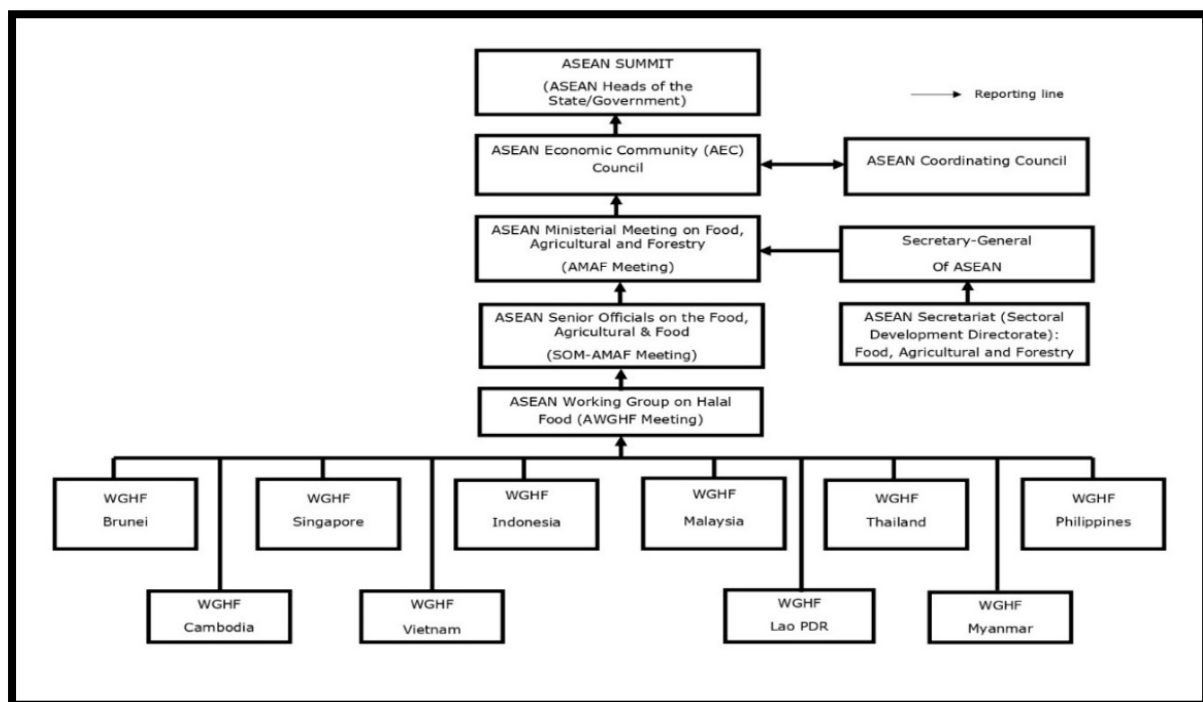 ASEAN SUMMIT
(ASEAN Heads of the
State/Government)
Reporting line
ASEAN Economic Community (AEC)
Council
ASEAN Coordinating Council
ASEAN Ministerial Meeting on Food,
Agricultural and Forestry
(AMAF Meeting)
Secretary-General
Of ASEAN
ASEAN Senior Officials on the Food,
Agricultural & Food
(SOM-AMAF Meeting)
ASEAN Secretariat (Sectoral
Development Directorate):
Food, Agricultural and Forestry
ASEAN Working Group on Halal
Food (AWGHF Meeting)
WGHF
Brunei
WGHF
Singapore
WGHF
Indonesia
WGHF
Malaysia
WGHF
Thailand
WGHF
Philippines
WGHF
Cambodia
WGHF
Vietnam
WGHF
Lao PDR
WGHF
Myanmar